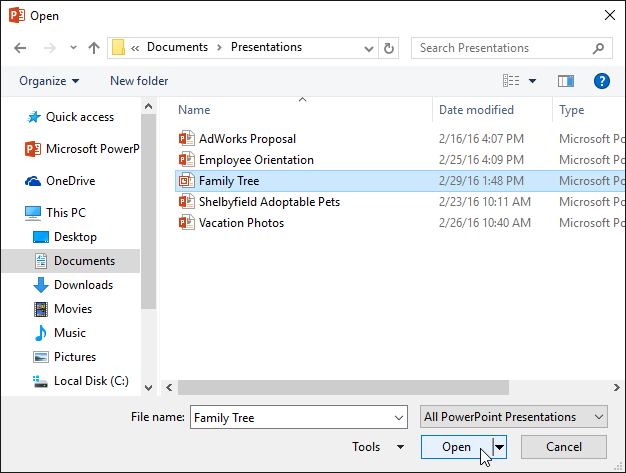 Open
« Documents > Presentations
Search Presentations
Organize
New folder
?
Name Date modified Type
Quick access
Microsoft PowerP
OneDrive
This PC
Desktop
Documents
Downloads
Movies
Music
Pictures
Local Disk (C:)
AdWorks Proposal 2/16/16 4:07 PM Microsoft Po
Employee Orientation 2/25/16 4:09 PM Microsoft Po
Family Tree 2/29/16 1:48 PM Microsoft Po
Shelbyfield Adoptable Pets 2/23/16 10:11 AM Microsoft Po
Vacation Photos 2/26/16 10:40 AM Microsoft Po
File name: Family Tree All PowerPoint Presentations
Tools Open Cancel